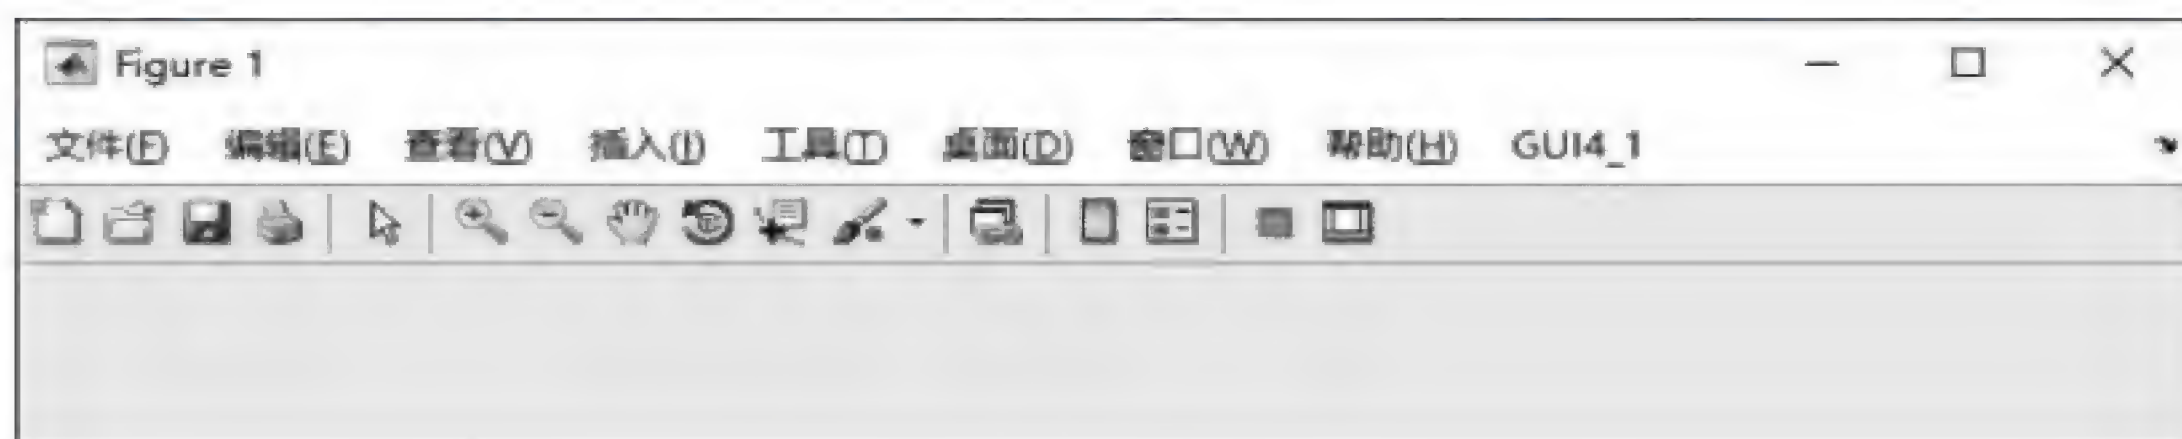 Figure 1
文件(F) 编辑(E) 查看(V) 插入(I) 工具(T) 桌面(D) 窗口(W) 帮助(H) GUI4_1